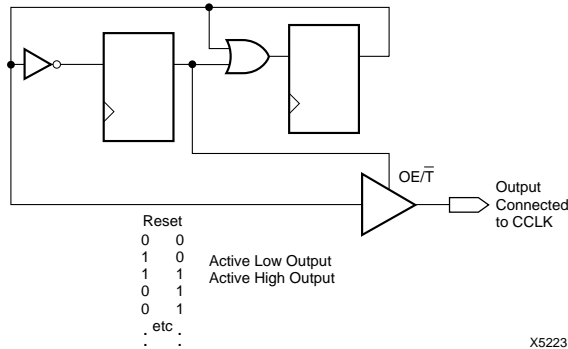 OE/T̅
Output
Connected
to CCLK
Reset
0 0
1 0
1 1
0 1
0 1
. etc .
. .
Active Low Output
Active High Output
X5223